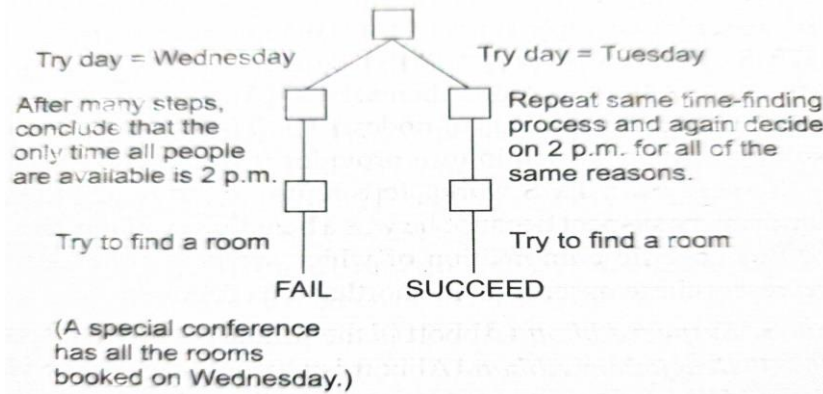 Try day = Wednesday
After many steps,
conclude that the
only time all people
are available is 2 p.m.
Try to find a room
FAIL
(A special conference
has all the rooms
booked on Wednesday.)
Try day = Tuesday
Repeat same time-finding
process and again decide
on 2 p.m. for all of the
same reasons.
Try to find a room
SUCCEED